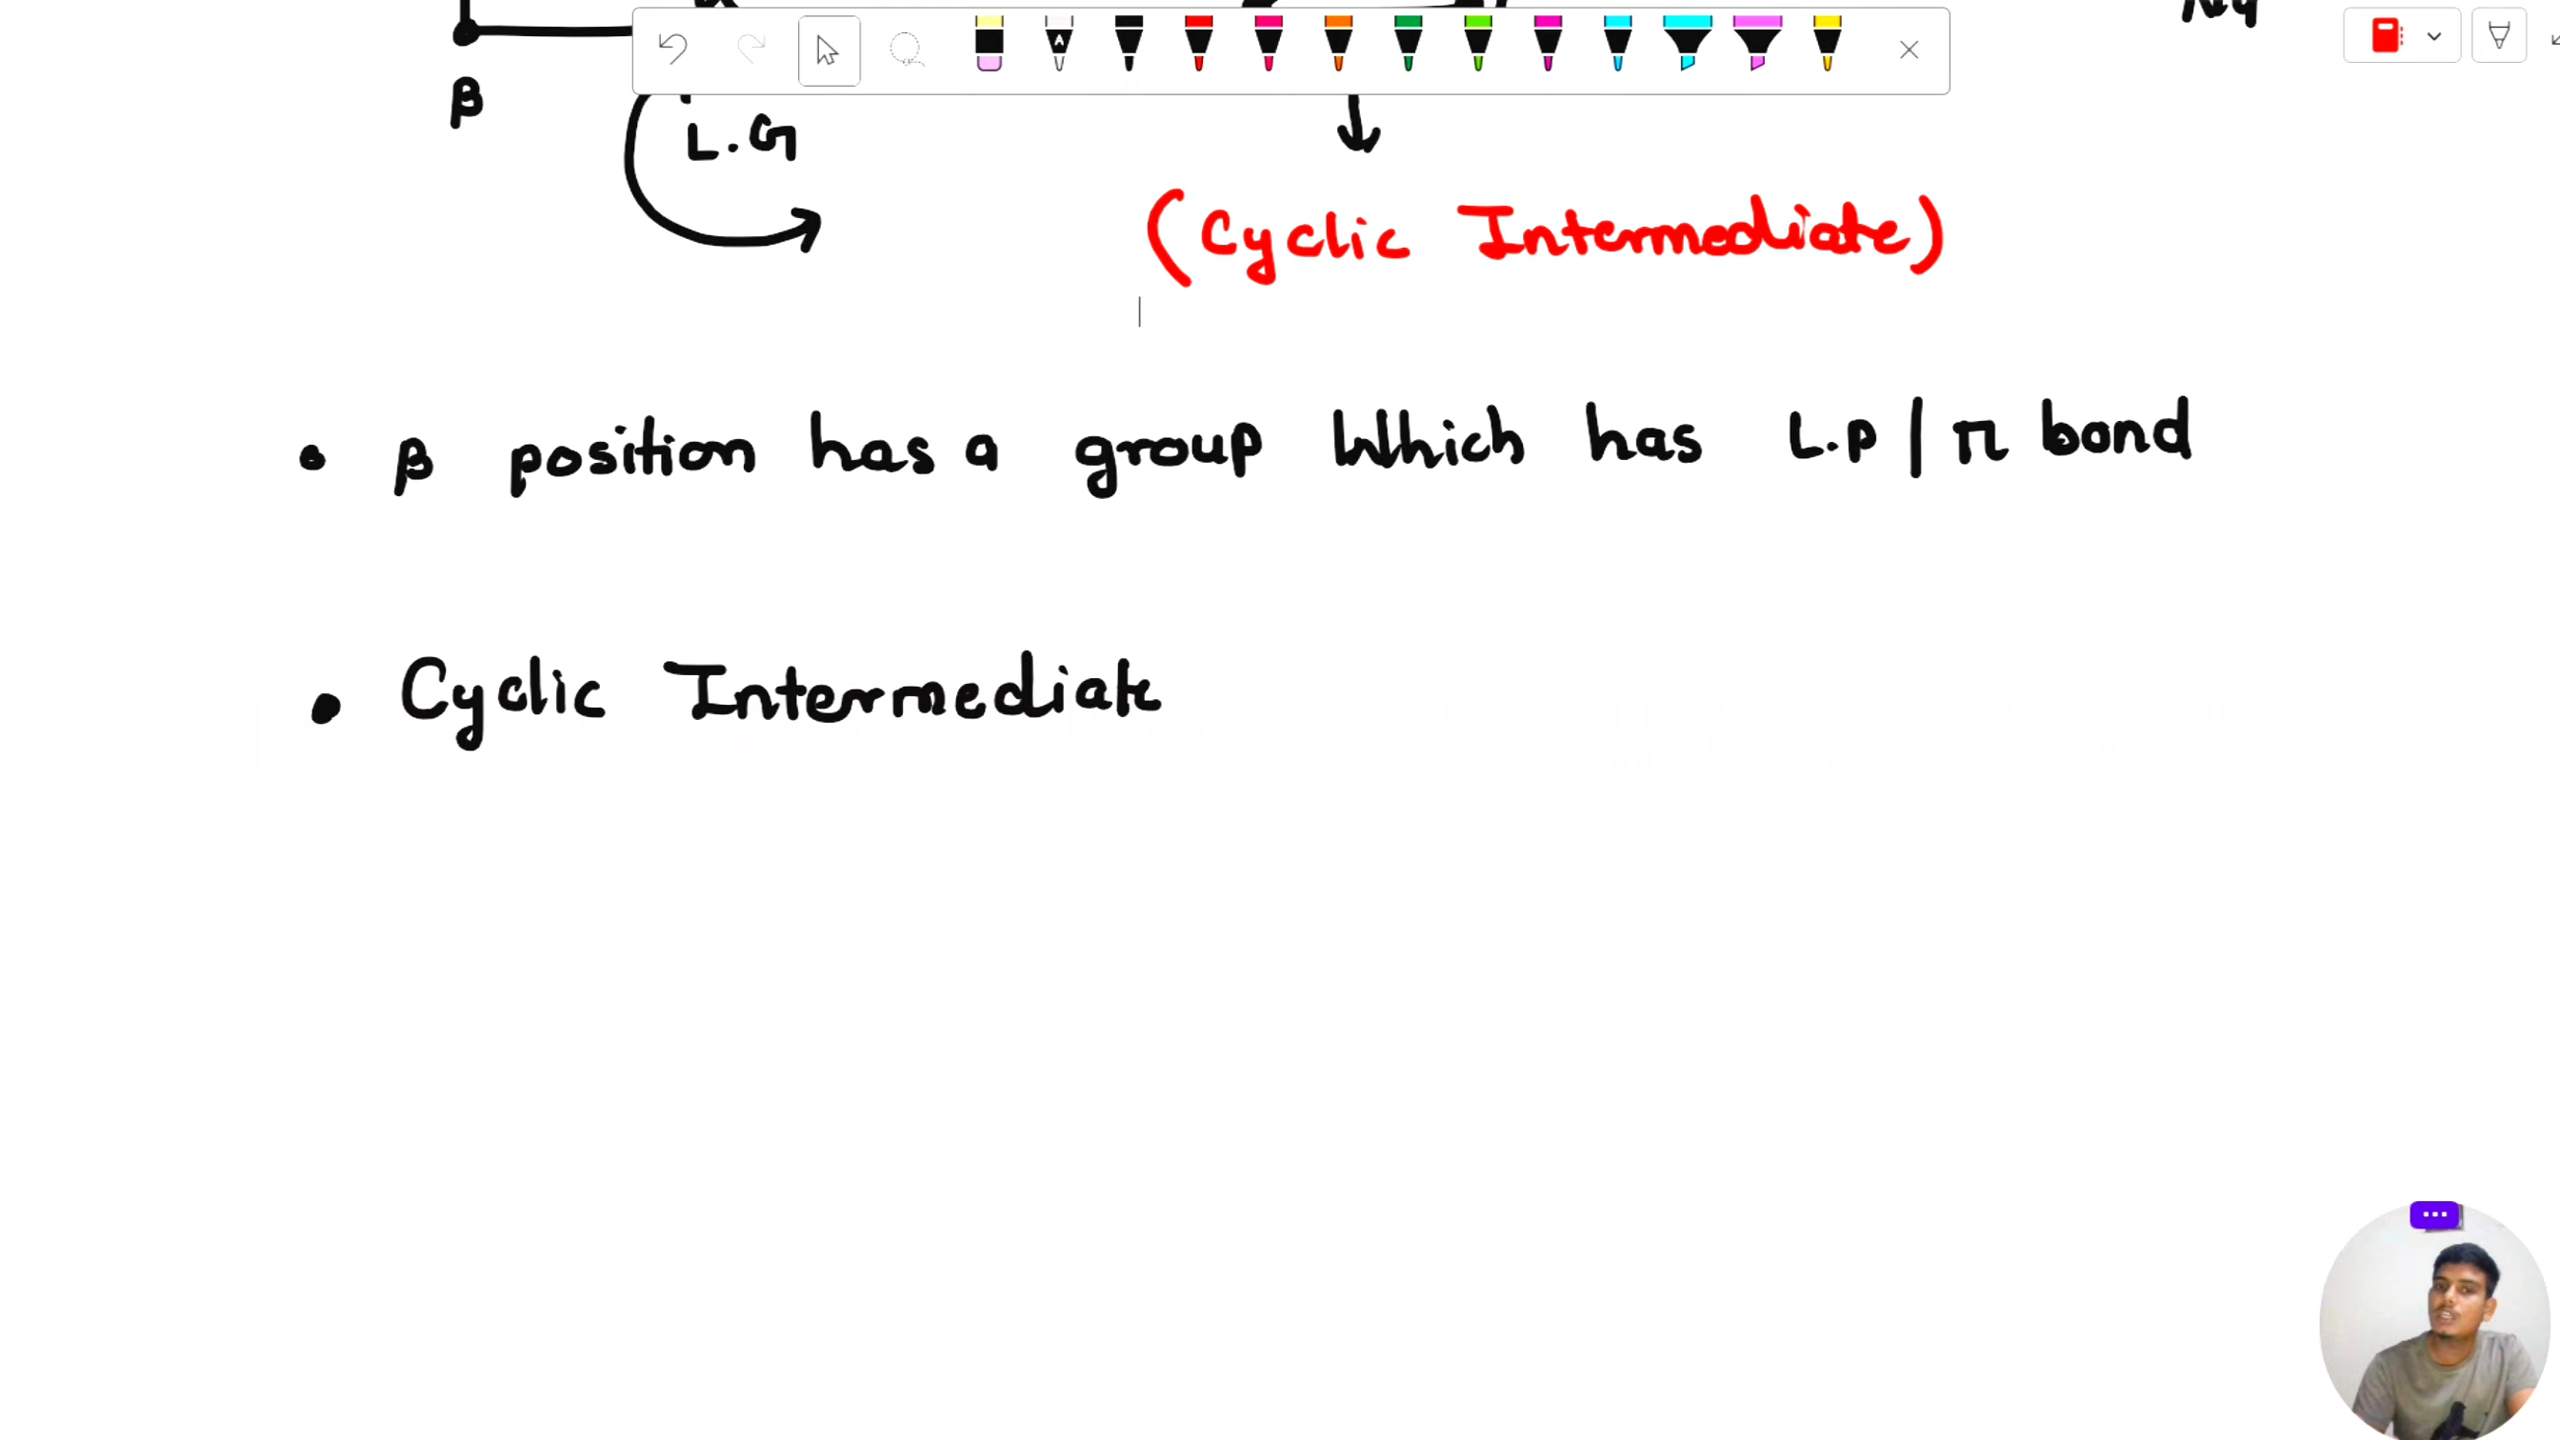 β
L.G
(Cyclic Intermediate)
• β position has a group Which has L.P | π bond
• Cyclic Intermediate